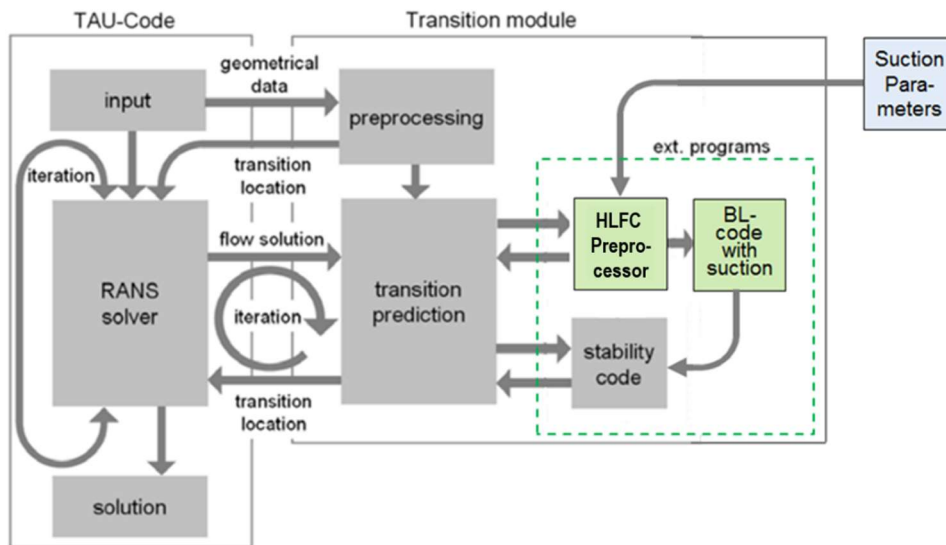 TAU-Code
Transition module
geometrical
data
input
preprocessing
Suction
Para-
meters
iteration
transition
location
ext. programs
flow solution
HLFC
Prepro-
cessor
BL-
code
with
suction
RANS
solver
iteration
transition
prediction
stability
code
transition
location
solution